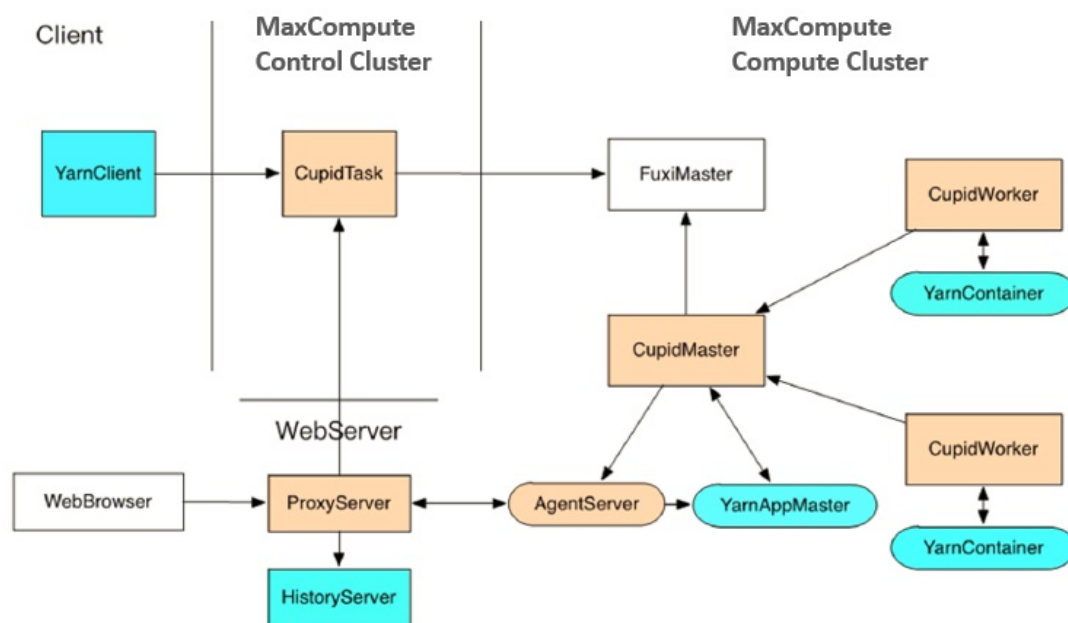 Client
MaxCompute
Control Cluster
MaxCompute
Compute Cluster
YarnClient
CupidTask
FuxiMaster
CupidWorker
YarnContainer
CupidMaster
WebServer
CupidWorker
WebBrowser
ProxyServer
AgentServer
YarnAppMaster
YarnContainer
HistoryServer